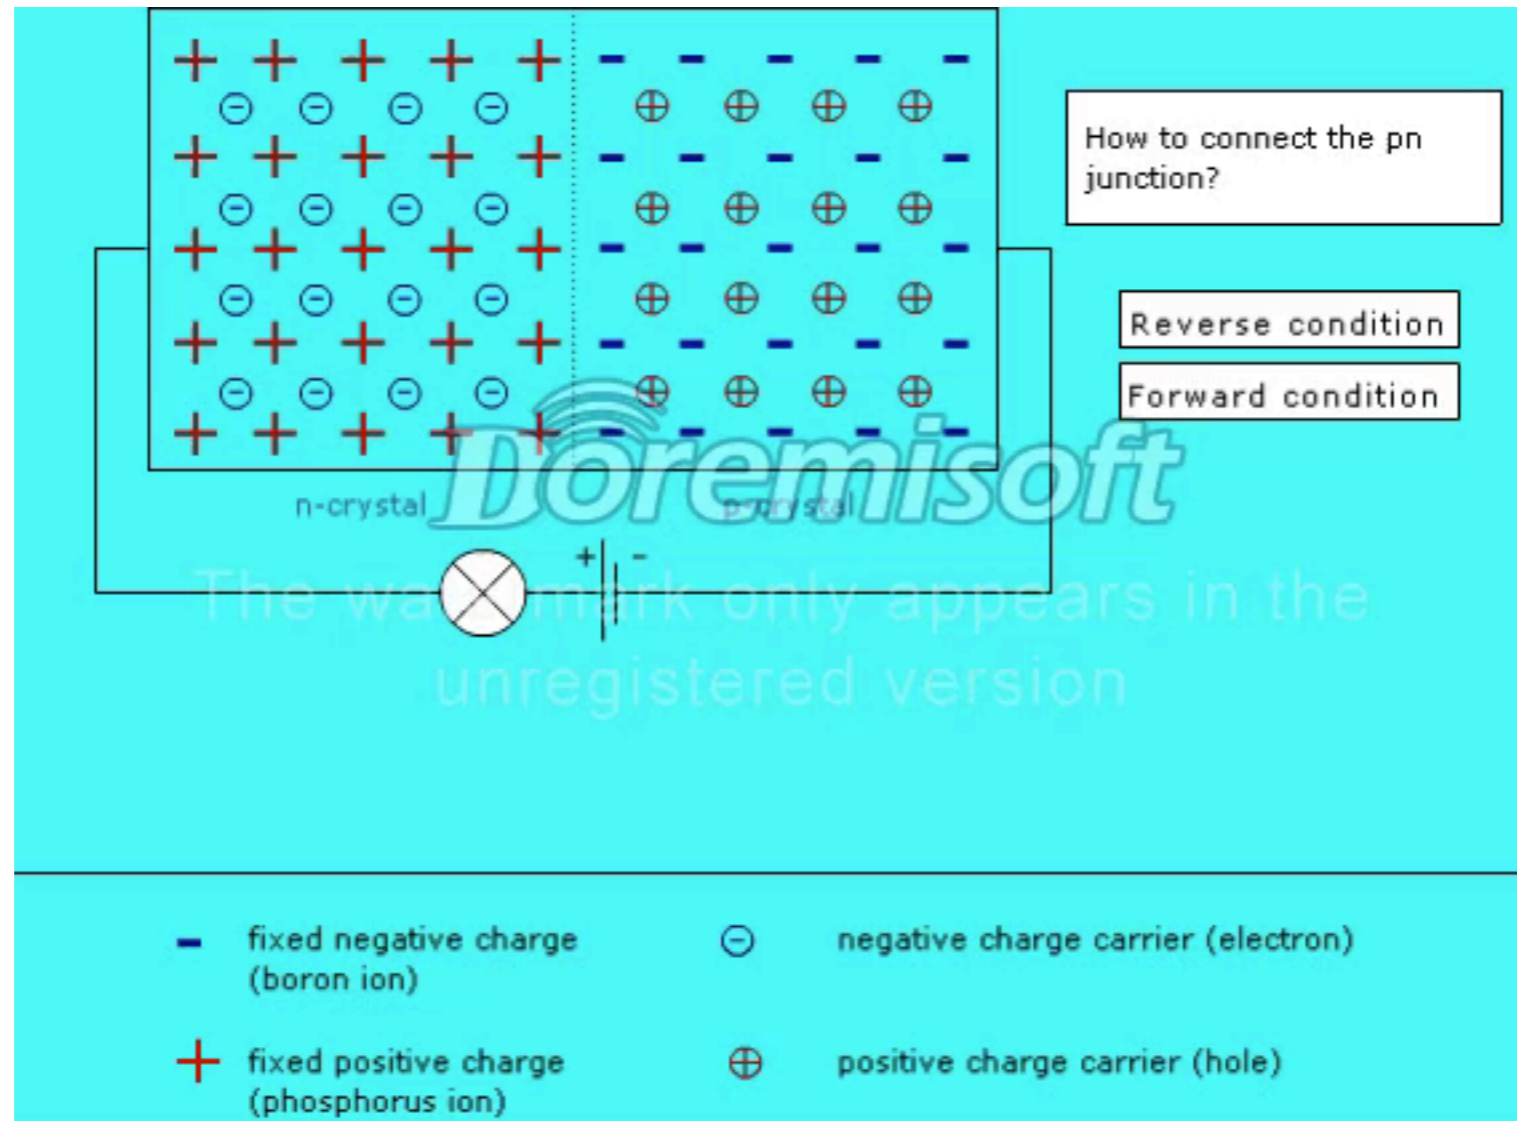 How to connect the pn
junction?
Reverse condition
Forward condition
n-crystal
p-crystal
Doremisoft
+ -
The watermark only appears in the
unregistered version
fixed negative charge
(boron ion)
negative charge carrier (electron)
fixed positive charge
(phosphorus ion)
positive charge carrier (hole)